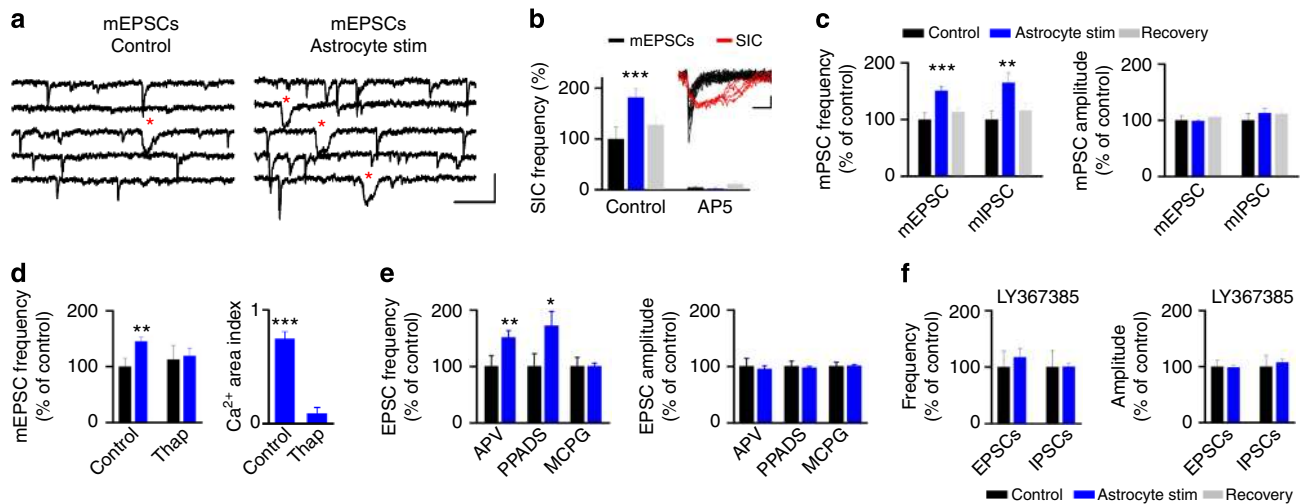 a
mEPSCs
Control
mEPSCs
Astrocyte stim
*
*
*
*
b
mEPSCs SIC
SIC frequency (%)
200
100
0
***
Control AP5
c
Control Astrocyte stim Recovery
mPSC frequency
(% of control)
200
100
0
***
**
mEPSC
mIPSC
mPSC amplitude
(% of control)
200
100
0
mEPSC
mIPSC
d
mEPSC frequency
(% of control)
200
100
0
**
Control
Thap
Ca2+ area index
1
0
***
Control
Thap
e
EPSC frequency
(% of control)
200
100
0
**
*
APV
PPADS
MCPG
EPSC amplitude
(% of control)
200
100
0
APV
PPADS
MCPG
f
LY367385
Frequency
(% of control)
200
100
0
EPSCs
IPSCs
LY367385
Amplitude
(% of control)
200
100
0
EPSCs
IPSCs
Control Astrocyte stim Recovery